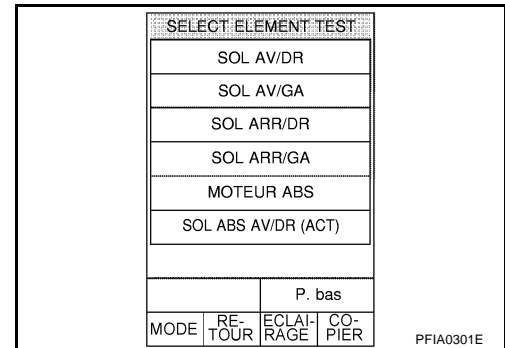 SELECT ELEMENT TEST
SOL AV/DR
SOL AV/GA
SOL ARR/DR
SOL ARR/GA
MOTEUR ABS
SOL ABS AV/DR (ACT)
P. bas
MODE RE-TOUR ECLAI-RAGE CO-PIER
PFIA0301E